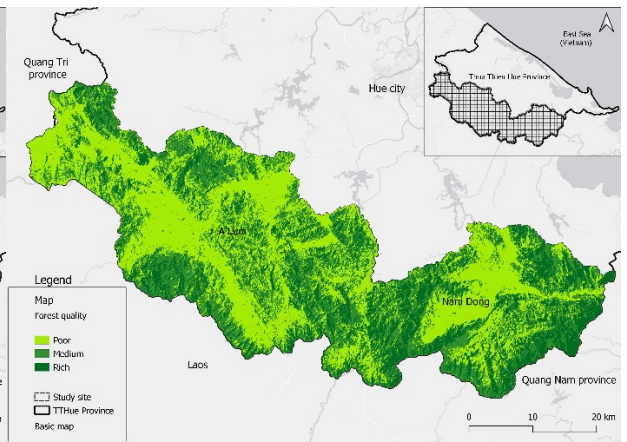 Quang Tri
province
Hue city
East Sea
(Vietnam)
Thua Thien Hue Province
A Luoi
Nam Dong
Laos
Quang Nam province
Legend
Map
Forest quality
Poor
Medium
Rich
Study site
TTHue Province
Basic map
0 10 20 km